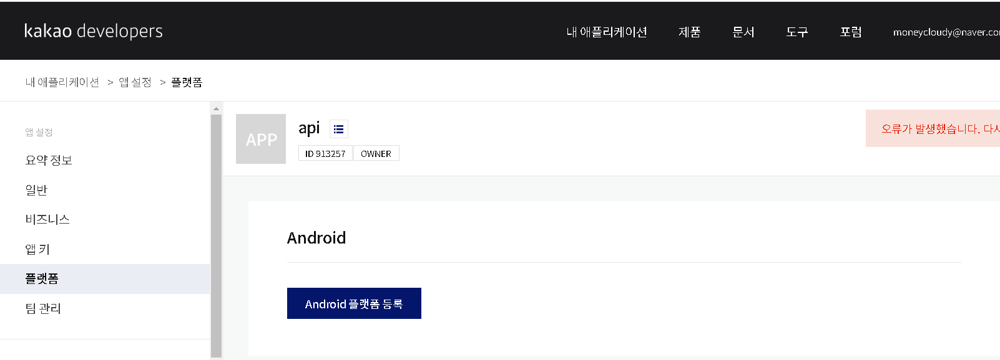 kakao developers
내 애플리케이션 제품 문서 도구 포럼 moneycloudy@naver.co
내 애플리케이션 > 앱 설정 > 플랫폼
앱 설정
요약 정보
일반
비즈니스
앱 키
플랫폼
팀 관리
APP
api
ID 913257 OWNER
오류가 발생했습니다. 다시
Android
Android 플랫폼 등록